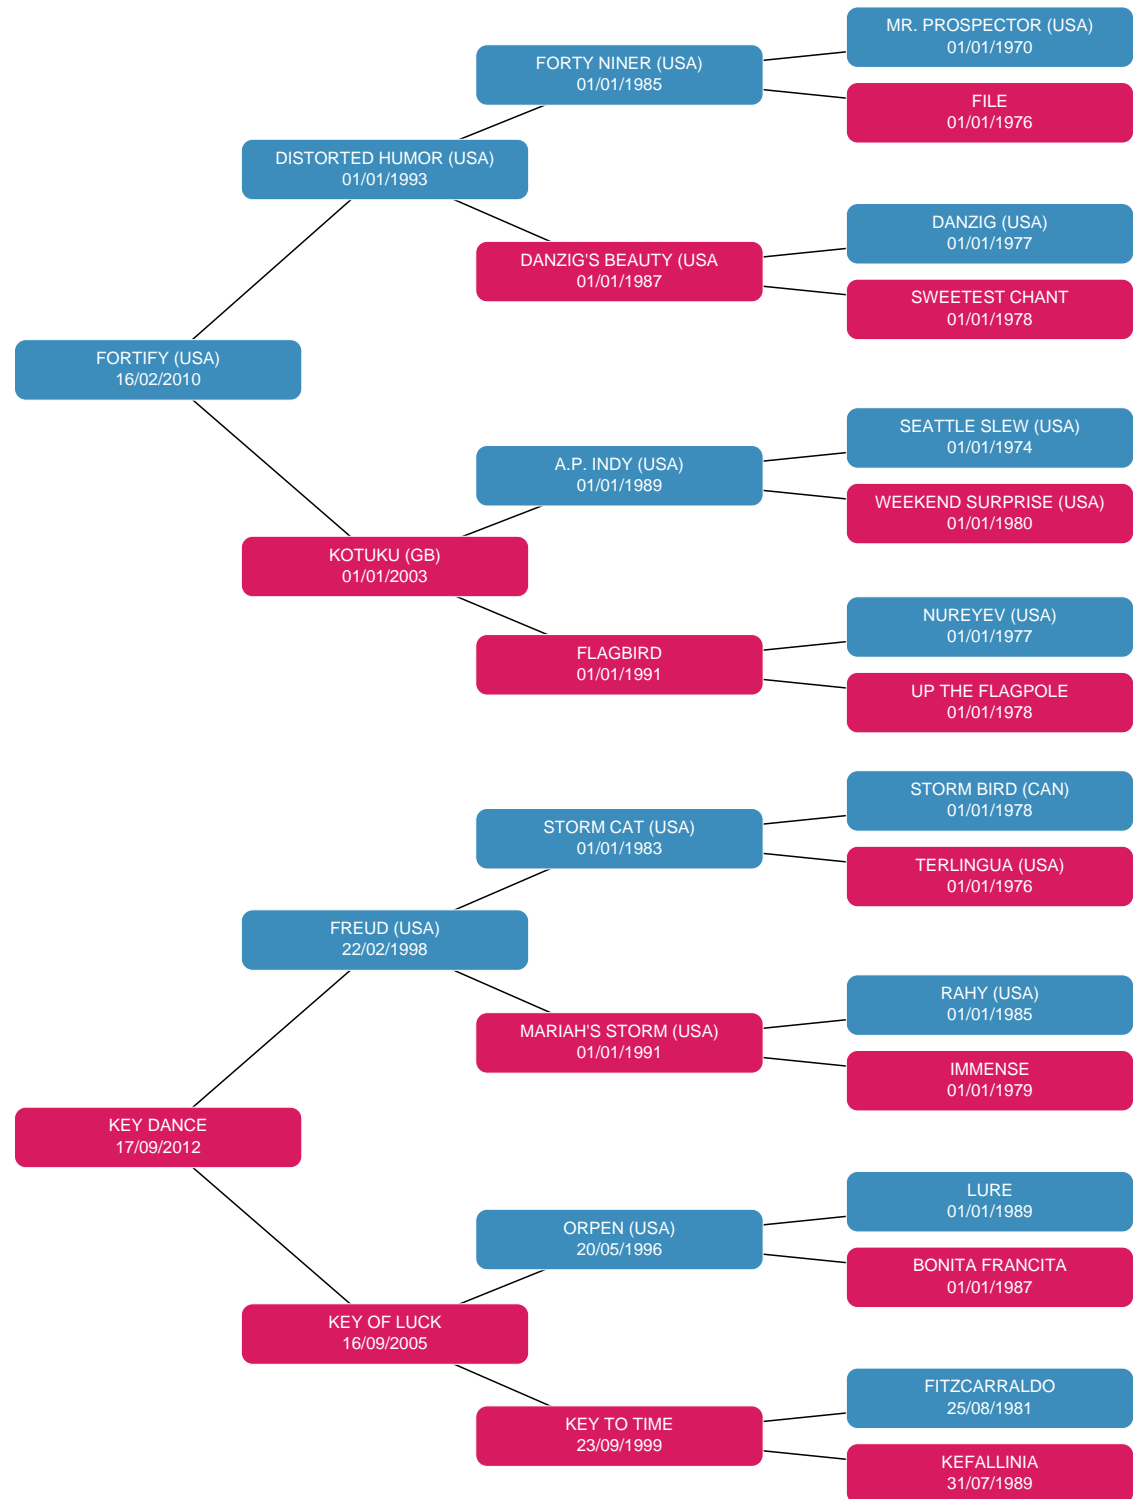 MR. PROSPECTOR (USA)
01/01/1970
FORTY NINER (USA)
01/01/1985
FILE
01/01/1976
DISTORTED HUMOR (USA)
01/01/1993
DANZIG (USA)
01/01/1977
DANZIG'S BEAUTY (USA
01/01/1987
SWEETEST CHANT
01/01/1978
FORTIFY (USA)
16/02/2010
SEATTLE SLEW (USA)
01/01/1974
A.P. INDY (USA)
01/01/1989
WEEKEND SURPRISE (USA)
01/01/1980
KOTUKU (GB)
01/01/2003
NUREYEV (USA)
01/01/1977
FLAGBIRD
01/01/1991
UP THE FLAGPOLE
01/01/1978
STORM BIRD (CAN)
01/01/1978
STORM CAT (USA)
01/01/1983
TERLINGUA (USA)
01/01/1976
FREUD (USA)
22/02/1998
RAHY (USA)
01/01/1985
MARIAH'S STORM (USA)
01/01/1991
IMMENSE
01/01/1979
KEY DANCE
17/09/2012
LURE
01/01/1989
ORPEN (USA)
20/05/1996
BONITA FRANCITA
01/01/1987
KEY OF LUCK
16/09/2005
FITZCARRALDO
25/08/1981
KEY TO TIME
23/09/1999
KEFALLINIA
31/07/1989